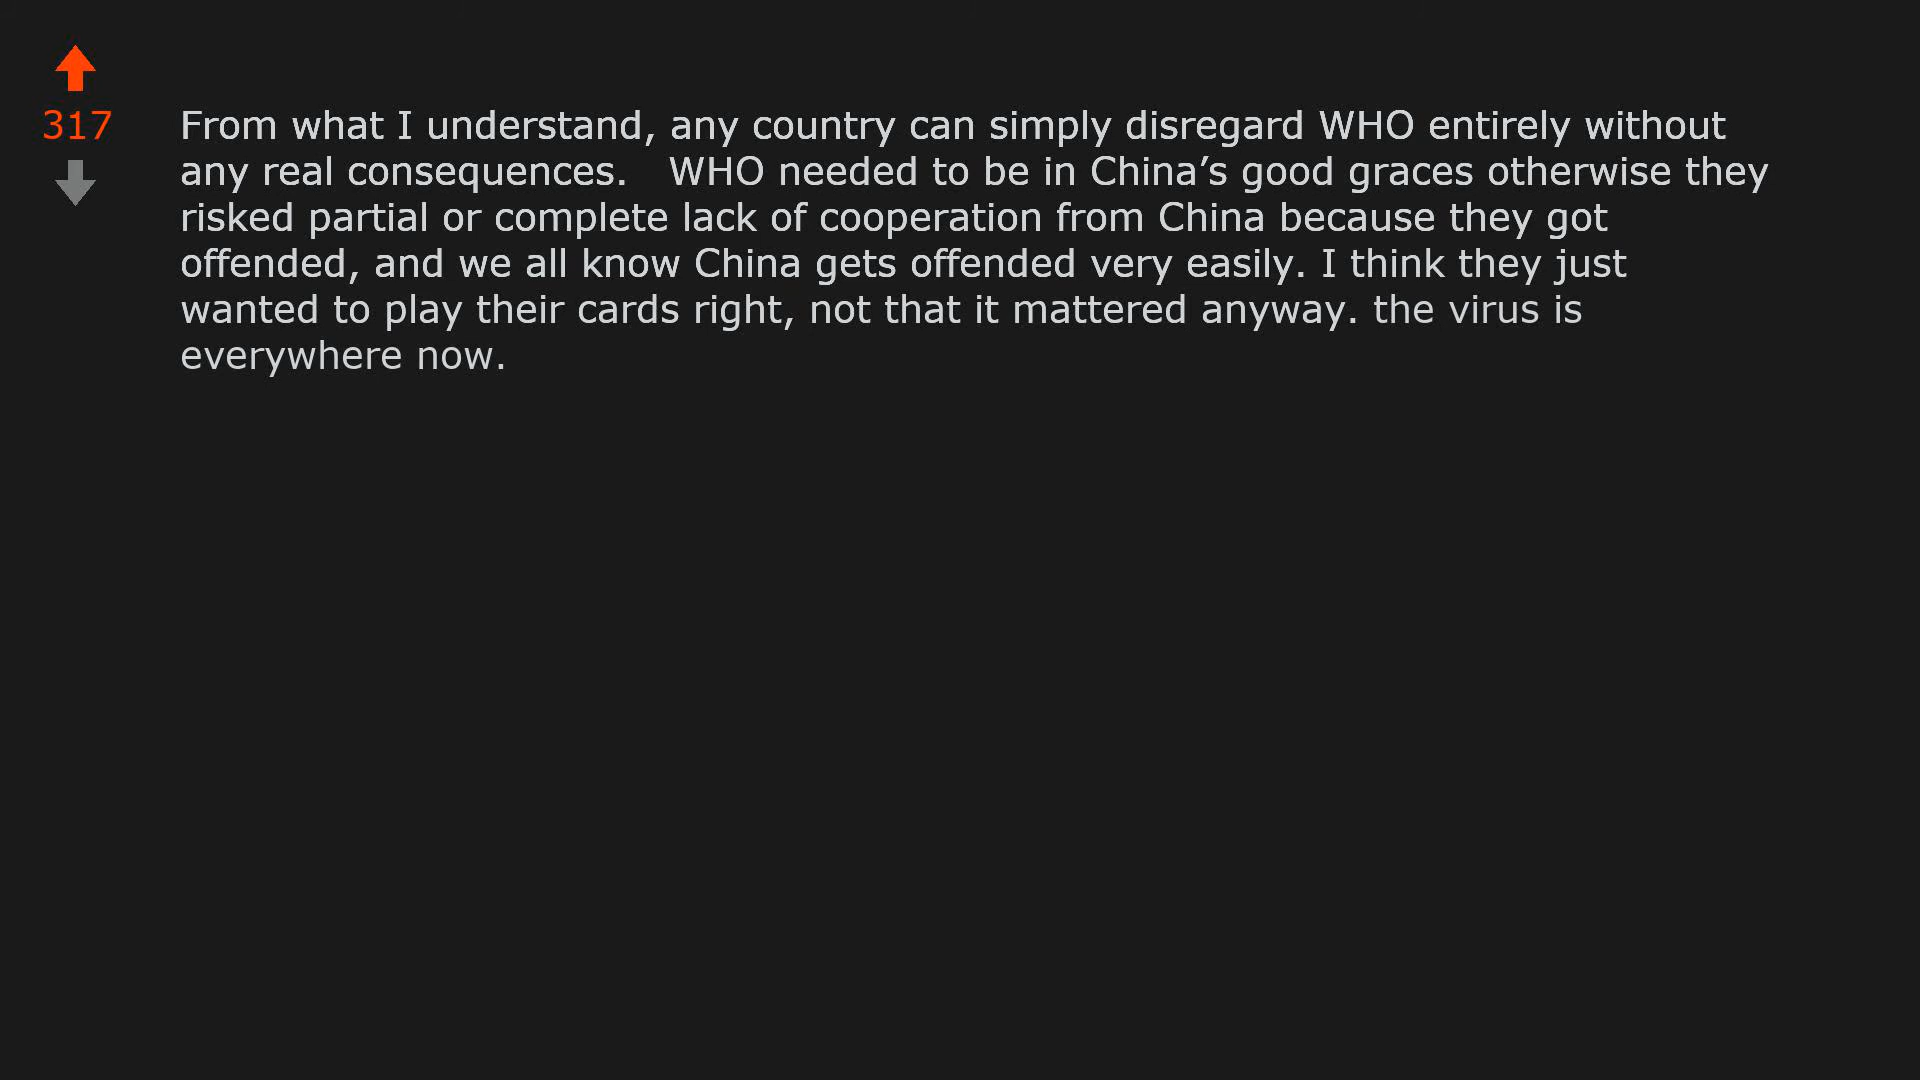 317
From what I understand, any country can simply disregard WHO entirely without
any real consequences.   WHO needed to be in China’s good graces otherwise they
risked partial or complete lack of cooperation from China because they got
offended, and we all know China gets offended very easily. I think they just
wanted to play their cards right, not that it mattered anyway. the virus is
everywhere now.